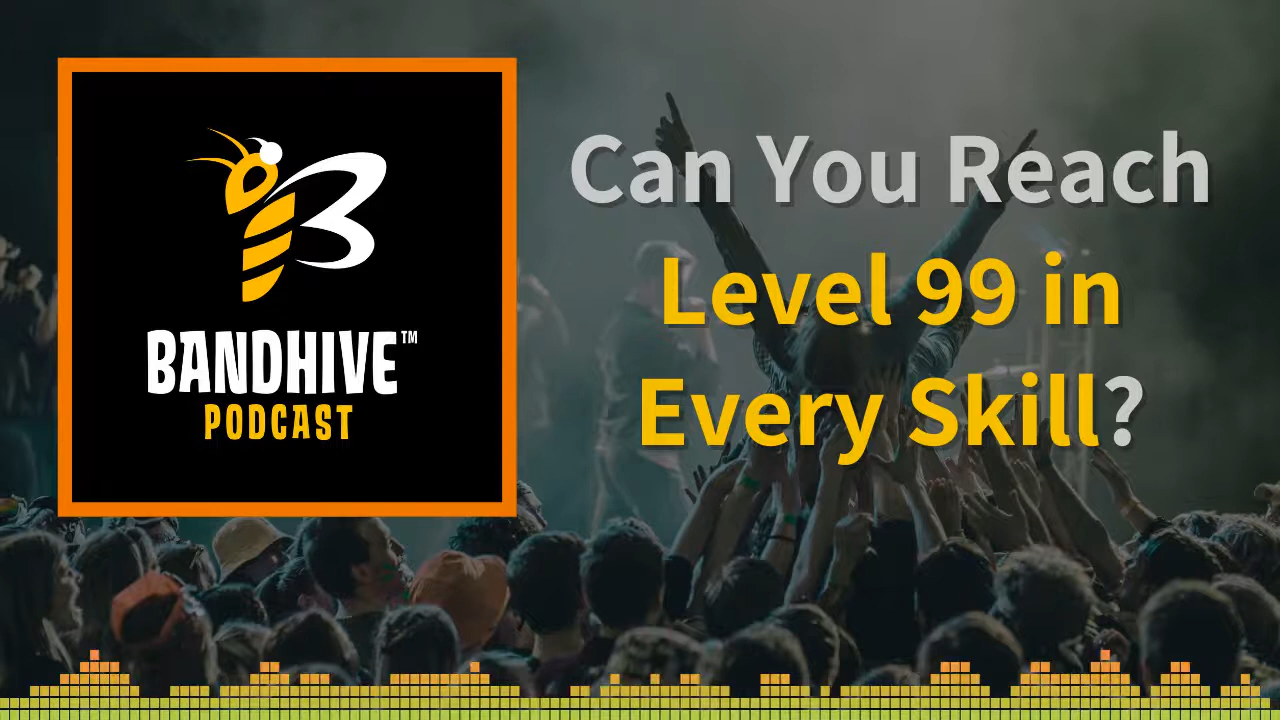 BANDHIVE™
PODCAST
Can You Reach
Level 99 in
Every Skill?